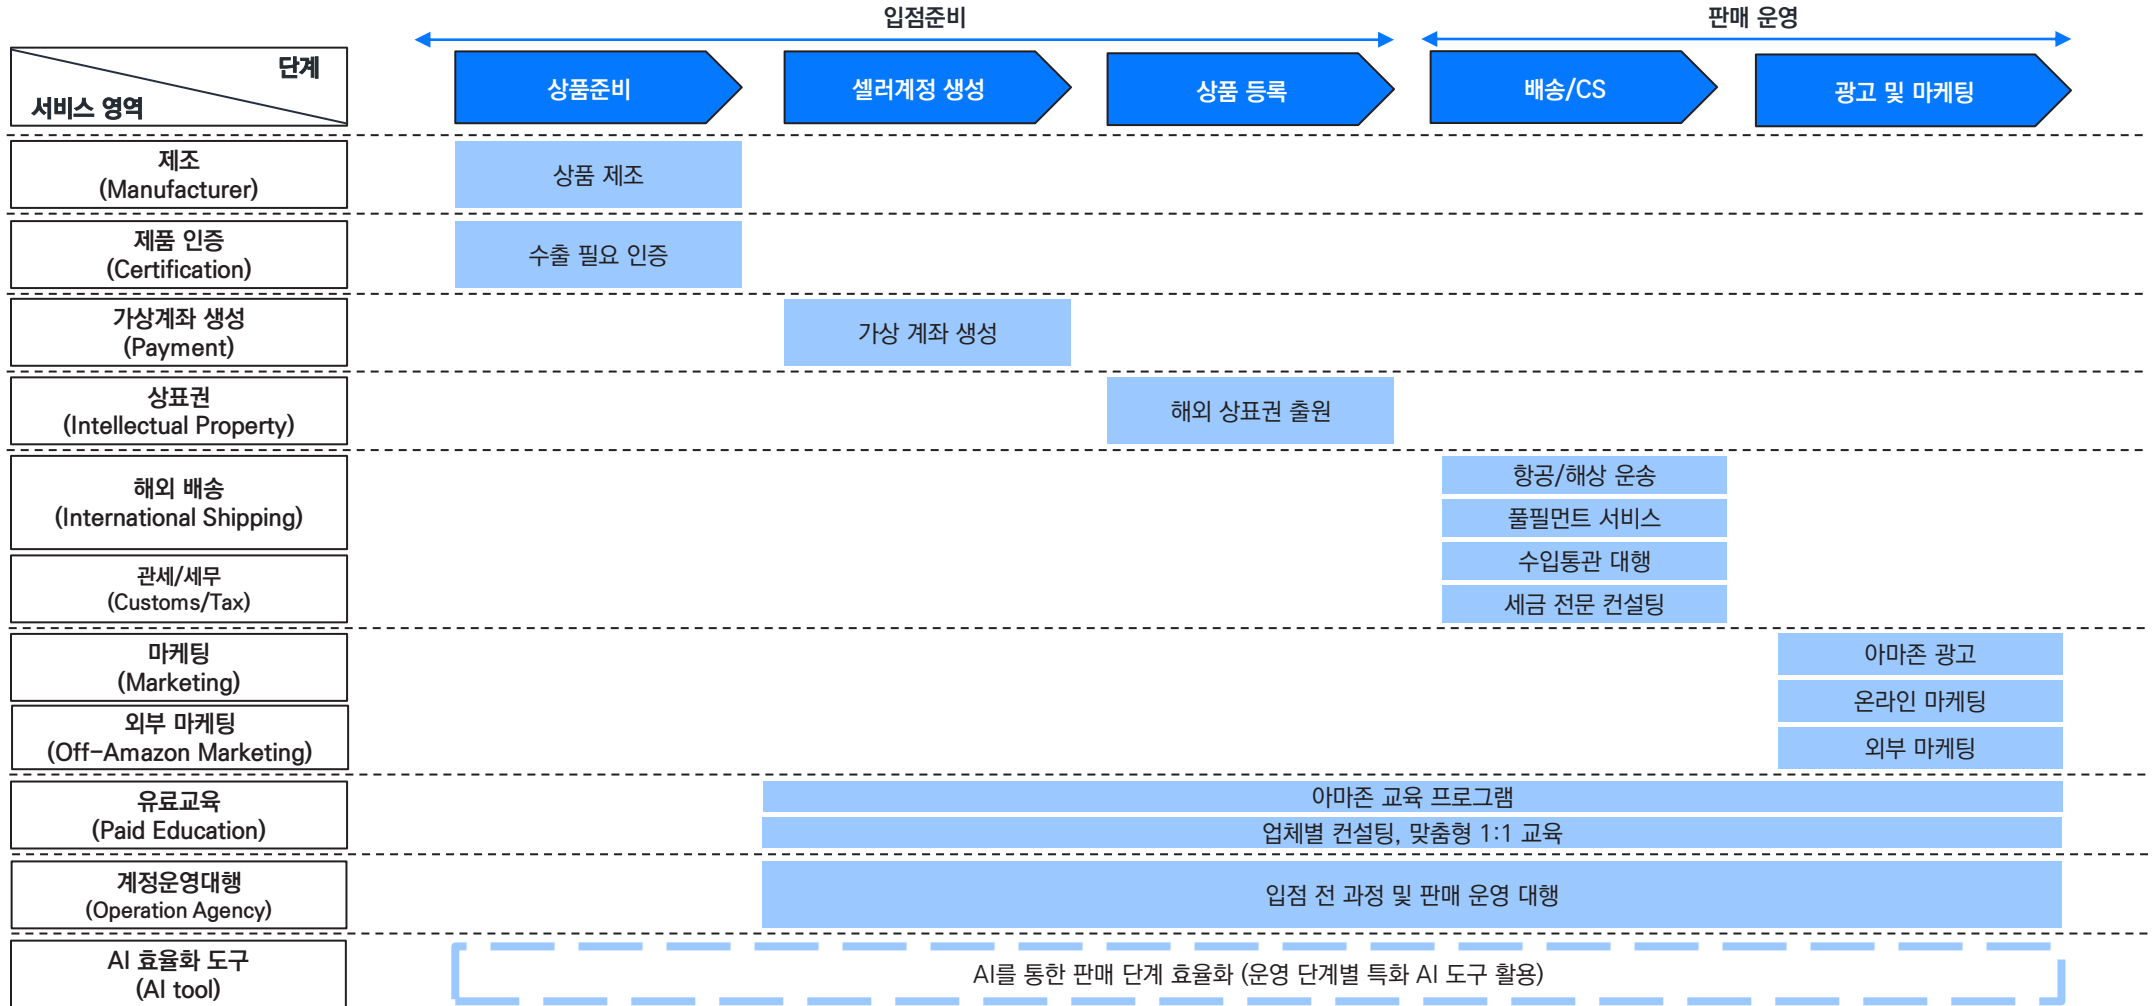 입점준비
판매 운영
단계
서비스 영역
상품준비
셀러계정 생성
상품 등록
배송/CS
광고 및 마케팅
제조
(Manufacturer)
상품 제조
제품 인증
(Certification)
수출 필요 인증
가상계좌 생성
(Payment)
가상 계좌 생성
상표권
(Intellectual Property)
해외 상표권 출원
해외 배송
(International Shipping)
항공/해상 운송
풀필먼트 서비스
관세/세무
(Customs/Tax)
수입통관 대행
세금 전문 컨설팅
마케팅
(Marketing)
아마존 광고
온라인 마케팅
외부 마케팅
(Off-Amazon Marketing)
외부 마케팅
유료교육
(Paid Education)
아마존 교육 프로그램
업체별 컨설팅, 맞춤형 1:1 교육
계정운영대행
(Operation Agency)
입점 전 과정 및 판매 운영 대행
AI 효율화 도구
(AI tool)
AI를 통한 판매 단계 효율화 (운영 단계별 특화 AI 도구 활용)